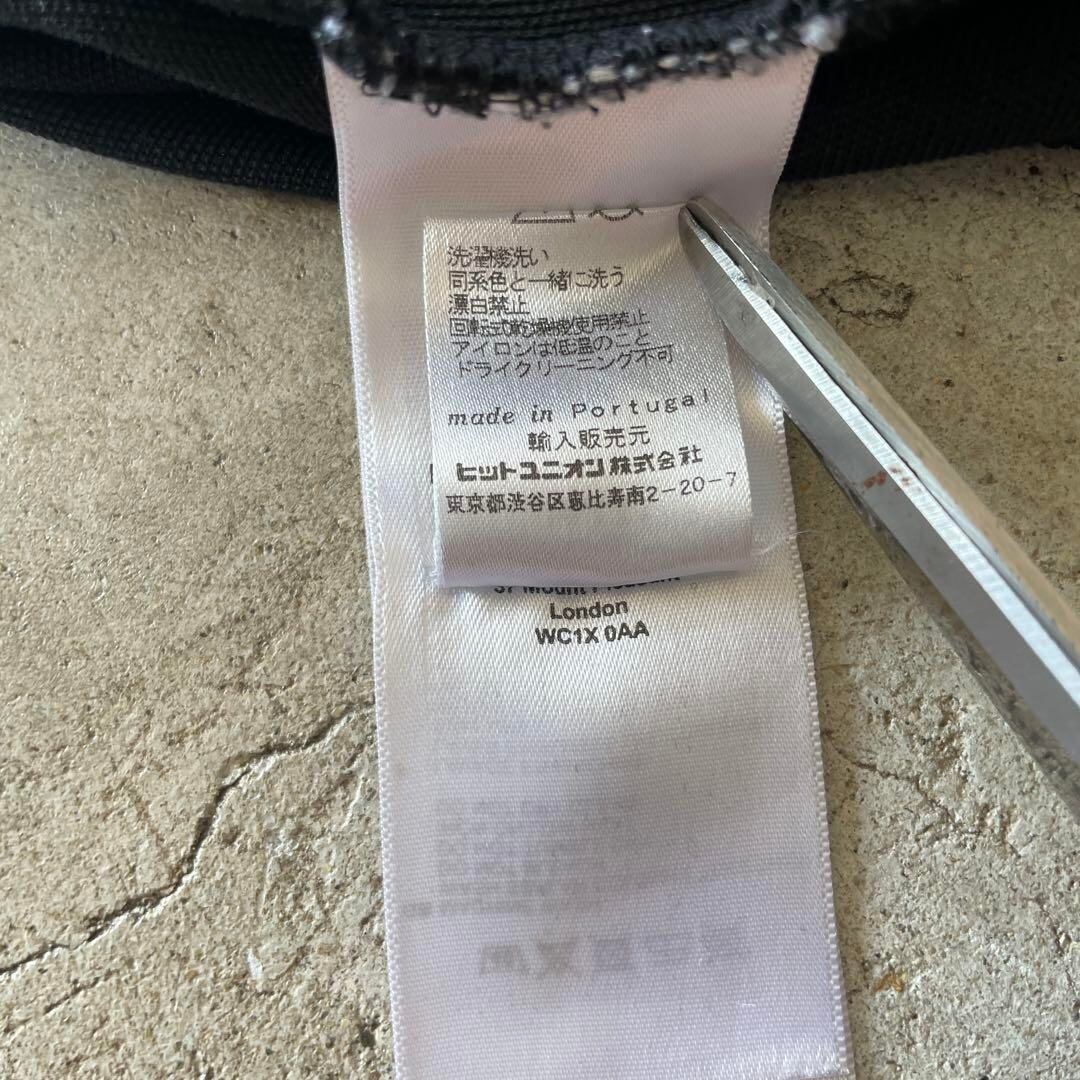 洗濯機洗い
同系色と一緒に洗う
漂白禁止
回転式乾燥機使用禁止
アイロンは低温のこと
ドライクリーニング不可
made in Portugal
輸入販売元
ヒットユニオン株式会社
東京都渋谷区恵比寿南2-20-7
37 Mount Pleasant
London
WC1X 0AA